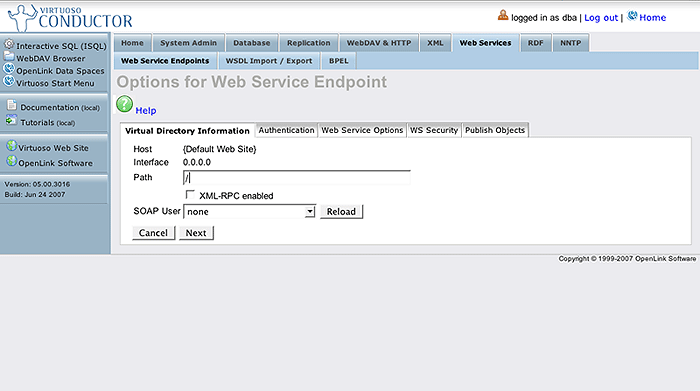 VIRTUOSO
CONDUCTOR
logged in as dba | Log out | Home
Interactive SQL (ISQL)
WebDAV Browser
OpenLink Data Spaces
Virtuoso Start Menu
Documentation (local)
Tutorials (local)
Virtuoso Web Site
OpenLink Software
Version: 05.00.3016
Build: Jun 24 2007
Home System Admin Database Replication WebDAV & HTTP XML Web Services RDF NNTP
Web Service Endpoints WSDL Import / Export BPEL
Options for Web Service Endpoint
Help
Virtual Directory Information Authentication Web Service Options WS Security Publish Objects
Host {Default Web Site}
Interface 0.0.0.0
Path /
XML-RPC enabled
SOAP User none Reload
Cancel Next
Copyright © 1999-2007 OpenLink Software